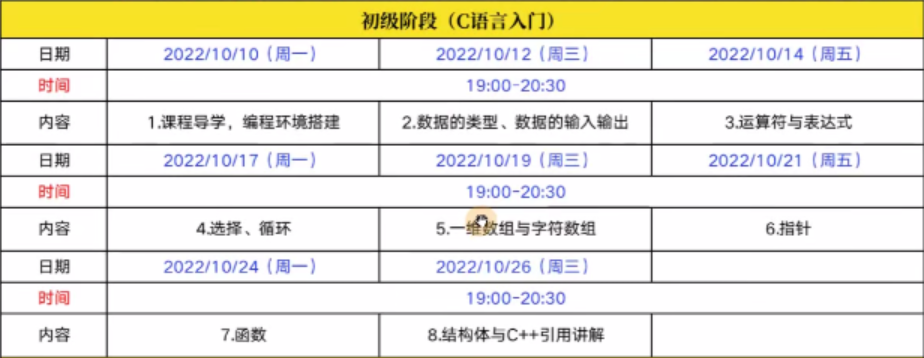 初级阶段（C语言入门）
日期 2022/10/10（周一） 2022/10/12（周三） 2022/10/14（周五）
时间 19:00-20:30
内容 1.课程导学，编程环境搭建 2.数据的类型、数据的输入输出 3.运算符与表达式
日期 2022/10/17（周一） 2022/10/19（周三） 2022/10/21（周五）
时间 19:00-20:30
内容 4.选择、循环 5.一维数组与字符数组 6.指针
日期 2022/10/24（周一） 2022/10/26（周三）
时间 19:00-20:30
内容 7.函数 8.结构体与C++引用讲解